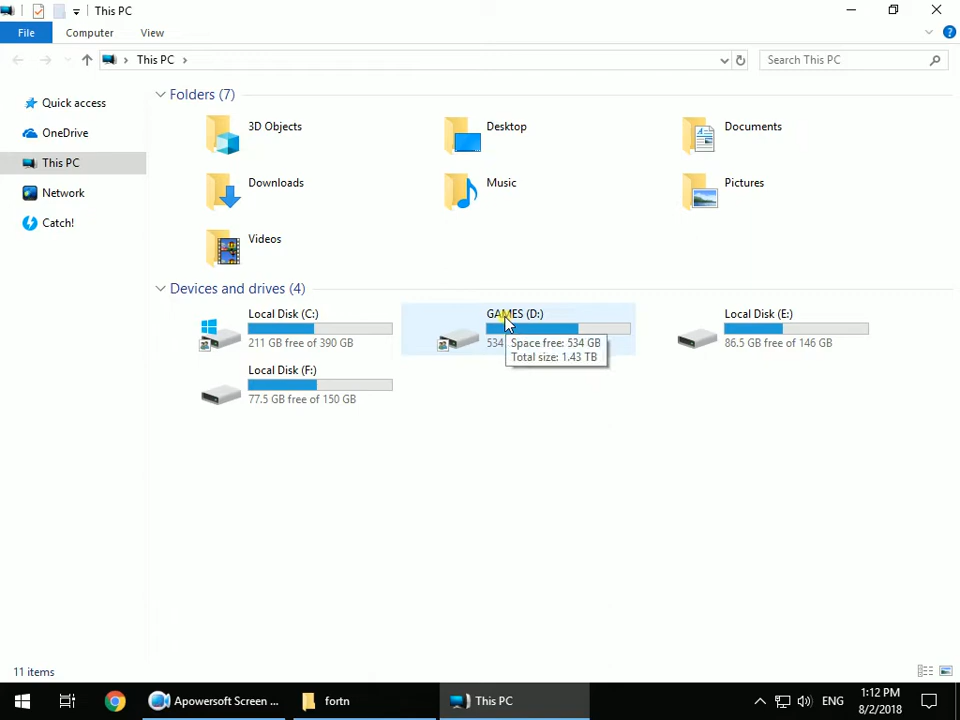 This PC
File
Computer
View
This PC
Search This PC
Quick access
OneDrive
This PC
Network
Catch!
Folders (7)
3D Objects
Desktop
Documents
Downloads
Music
Pictures
Videos
Devices and drives (4)
Local Disk (C:)
211 GB free of 390 GB
GAMES (D:)
534
Space free: 534 GB
Total size: 1.43 TB
Local Disk (E:)
86.5 GB free of 146 GB
Local Disk (F:)
77.5 GB free of 150 GB
11 items
Apowersoft Screen ...
fortn
This PC
ENG
1:12 PM
8/2/2018